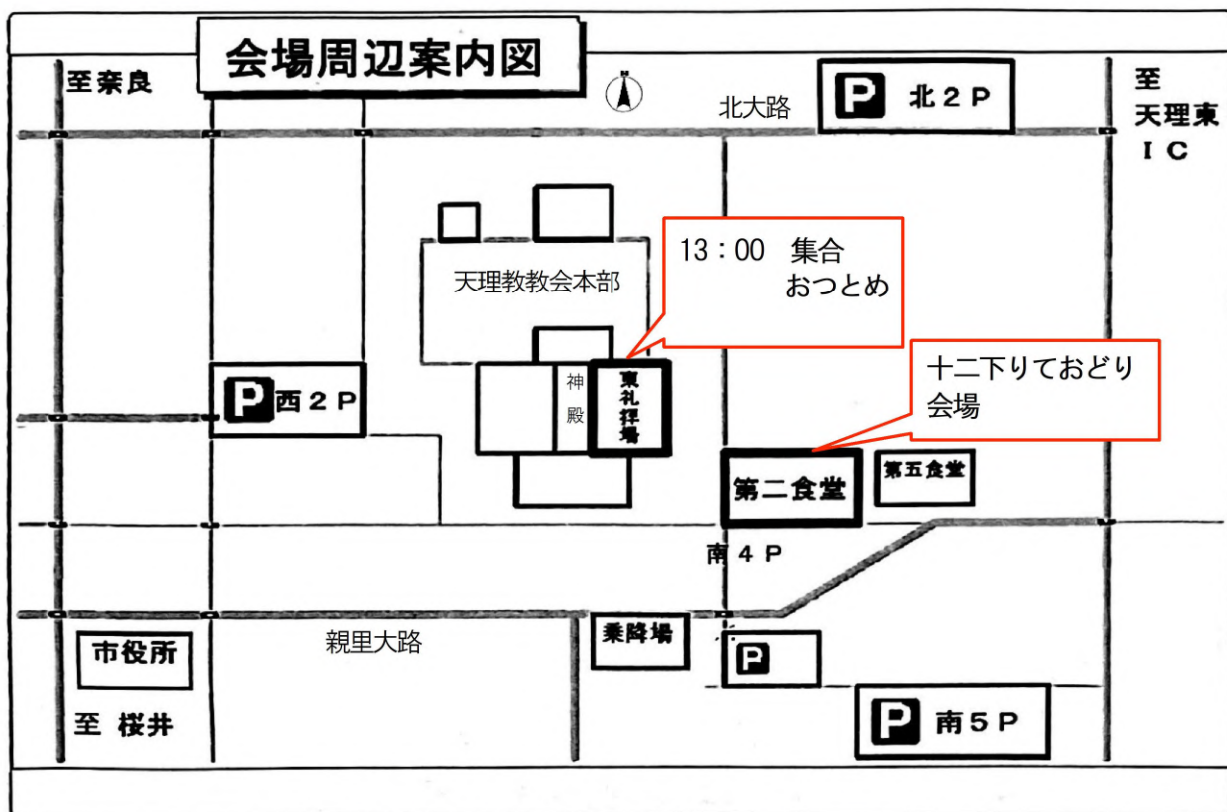 会場周辺案内図
至奈良
N
北大路
P 北2P
至
天理東
IC
13:00 集合
おつとめ
天理教教会本部
十二下りておどり
会場
P 西2P
神殿
東礼拝場
第二食堂
第五食堂
南4P
市役所
親里大路
乗降場
P
至 桜井
P 南5P